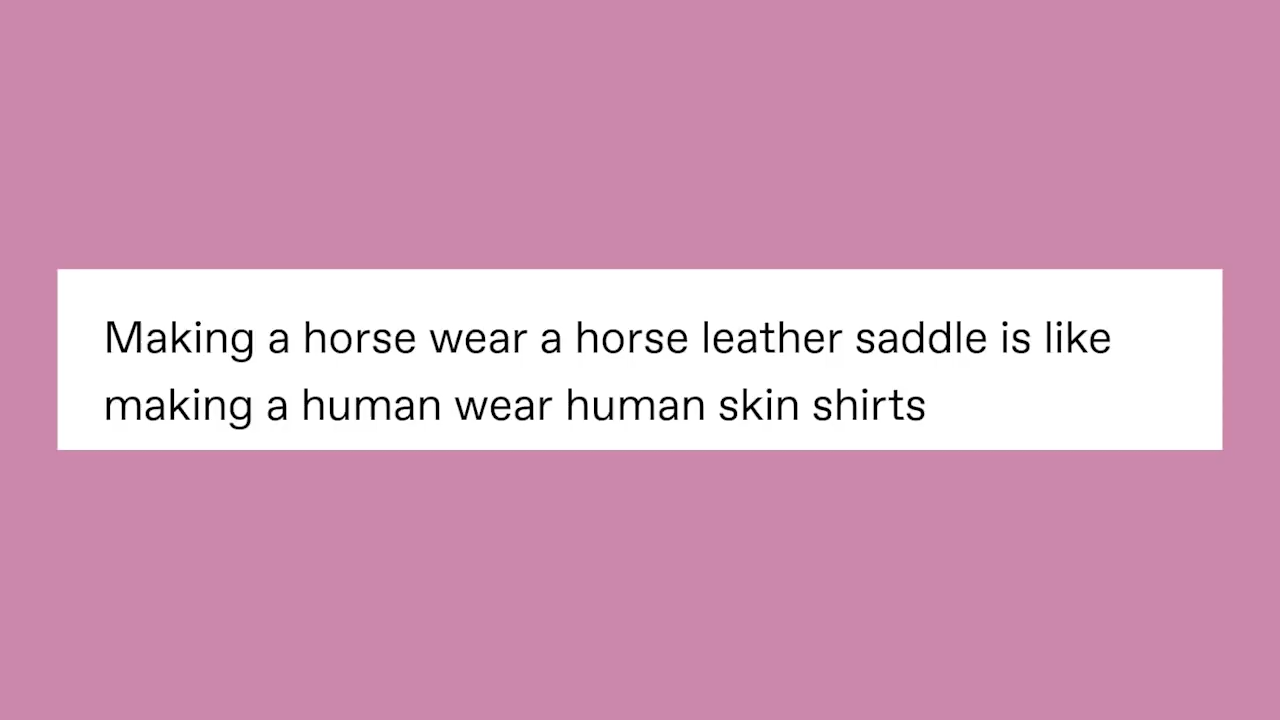 Making a horse wear a horse leather saddle is like
making a human wear human skin shirts